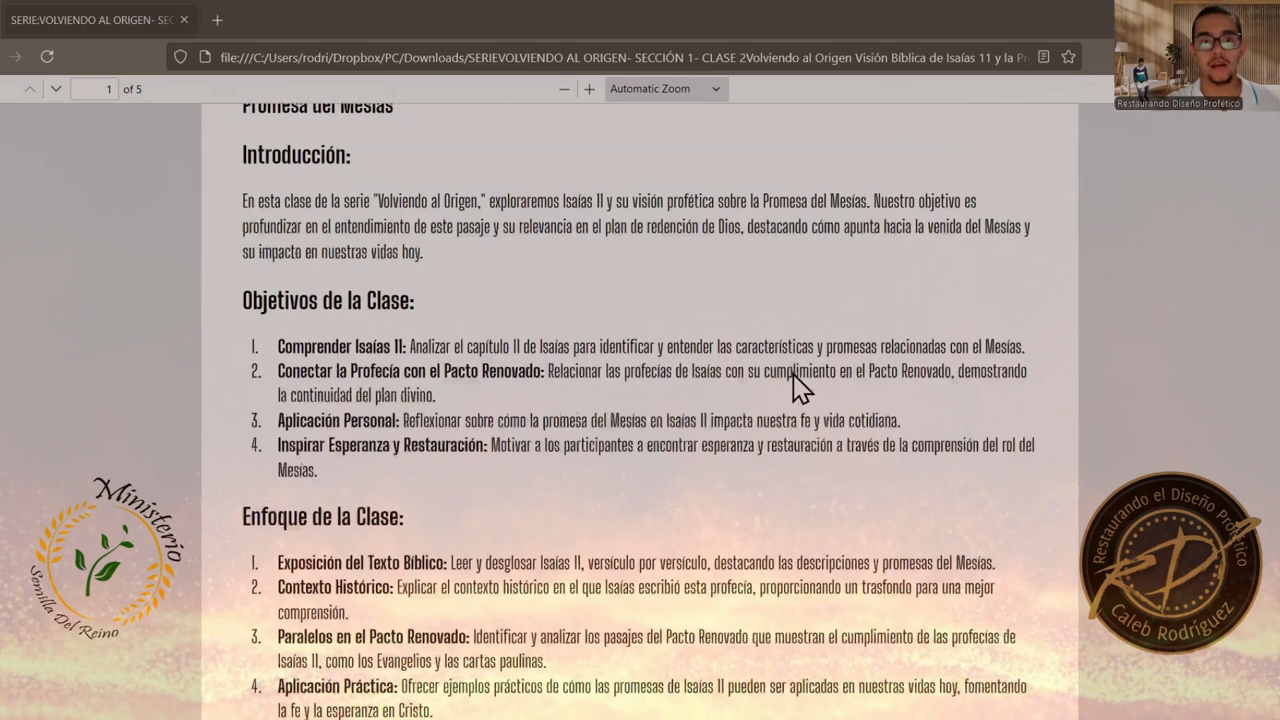 SERIE:VOLVIENDO AL ORIGEN- SEC
file:///C:/Users/rodri/Dropbox/PC/Downloads/SERIEVOLVIENDO AL ORIGEN- SECCIÓN 1- CLASE 2Volviendo al Origen Visión Bíblica de Isaías 11 y la Pr
1 of 5
Automatic Zoom
Restaurando Diseño Profético
Promesa del Mesías
Introducción:
En esta clase de la serie "Volviendo al Origen," exploraremos Isaías 11 y su visión profética sobre la Promesa del Mesías. Nuestro objetivo es
profundizar en el entendimiento de este pasaje y su relevancia en el plan de redención de Dios, destacando cómo apunta hacia la venida del Mesías y
su impacto en nuestras vidas hoy.
Objetivos de la Clase:
1. Comprender Isaías 11: Analizar el capítulo 11 de Isaías para identificar y entender las características y promesas relacionadas con el Mesías.
2. Conectar la Profecía con el Pacto Renovado: Relacionar las profecías de Isaías con su cumplimiento en el Pacto Renovado, demostrando
la continuidad del plan divino.
3. Aplicación Personal: Reflexionar sobre cómo la promesa del Mesías en Isaías 11 impacta nuestra fe y vida cotidiana.
4. Inspirar Esperanza y Restauración: Motivar a los participantes a encontrar esperanza y restauración a través de la comprensión del rol del
Mesías.
Enfoque de la Clase:
1. Exposición del Texto Bíblico: Leer y desglosar Isaías 11, versículo por versículo, destacando las descripciones y promesas del Mesías.
2. Contexto Histórico: Explicar el contexto histórico en el que Isaías escribió esta profecía, proporcionando un trasfondo para una mejor
comprensión.
3. Paralelos en el Pacto Renovado: Identificar y analizar los pasajes del Pacto Renovado que muestran el cumplimiento de las profecías de
Isaías 11, como los Evangelios y las cartas paulinas.
4. Aplicación Práctica: Ofrecer ejemplos prácticos de cómo las promesas de Isaías 11 pueden ser aplicadas en nuestras vidas hoy, fomentando
la fe y la esperanza en Cristo.
Ministerio
Semilla Del Reino
Restaurando el Diseño Profético
RD
Caleb Rodríguez